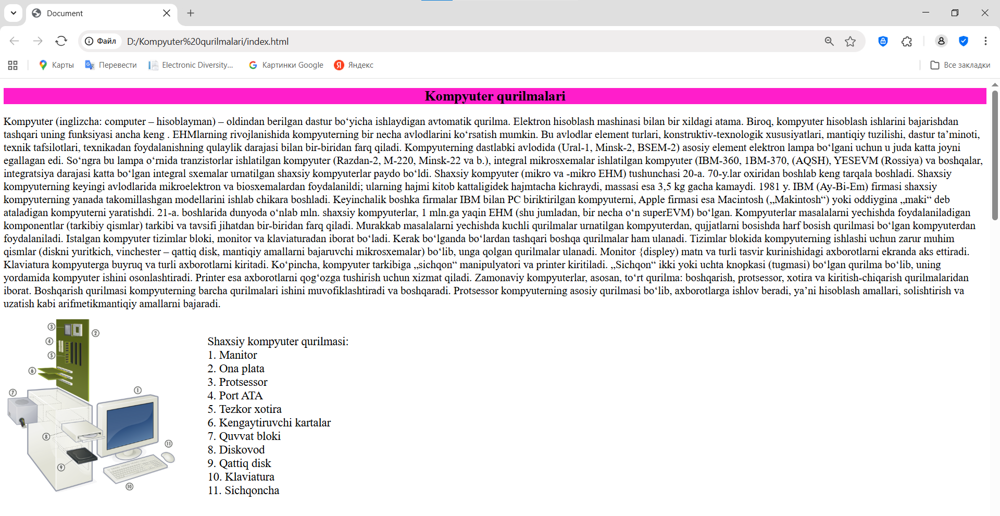 Document
Файл
D:/Kompyuter%20qurilmalari/index.html
Карты
Перевести
Electronic Diversity...
Картинки Google
Яндекс
Все закладки
Kompyuter qurilmalari
Kompyuter (inglizcha: computer – hisoblayman) – oldindan berilgan dastur bo‘yicha ishlaydigan avtomatik qurilma. Elektron hisoblash mashinasi bilan bir xildagi atama. Biroq, kompyuter hisoblash ishlarini bajarishdan
tashqari uning funksiyasi ancha keng . EHMlarning rivojlanishida kompyuterning bir necha avlodlarini ko‘rsatish mumkin. Bu avlodlar element turlari, konstruktiv-texnologik xususiyatlari, mantiqiy tuzilishi, dastur ta’minoti,
texnik tafsilotlari, texnikadan foydalanishning qulaylik darajasi bilan bir-biridan farq qiladi. Kompyuterning dastlabki avlodida (Ural-1, Minsk-2, BSEM-2) asosiy element elektron lampa bo‘lgani uchun u juda katta joyni
egallagan edi. So‘ngra bu lampa o‘rnida tranzistorlar ishlatilgan kompyuter (Razdan-2, M-220, Minsk-22 va b.), integral mikrosxemalar ishlatilgan kompyuter (IBM-360, 1BM-370, (AQSH), YESEVM (Rossiya) va boshqalar,
integratsiya darajasi katta bo‘lgan integral sxemalar urnatilgan shaxsiy kompyuterlar paydo bo‘ldi. Shaxsiy kompyuter (mikro va -mikro EHM) tushunchasi 20-a. 70-y.lar oxiridan boshlab keng tarqala boshladi. Shaxsiy
kompyuterning keyingi avlodlarida mikroelektron va biosxemalardan foydalanildi; ularning hajmi kitob kattaligidek hajmtacha kichraydi, massasi esa 3,5 kg gacha kamaydi. 1981 y. IBM (Ay-Bi-Em) firmasi shaxsiy
kompyuterning yanada takomillashgan modellarini ishlab chikara boshladi. Keyinchalik boshka firmalar IBM bilan PC biriktirilgan kompyuterni, Apple firmasi esa Macintosh („Makintosh“) yoki oddiygina „maki“ deb
ataladigan kompyuterni yaratishdi. 21-a. boshlarida dunyoda o‘nlab mln. shaxsiy kompyuterlar, 1 mln.ga yaqin EHM (shu jumladan, bir necha o‘n superEVM) bo‘lgan. Kompyuterlar masalalarni yechishda foydalaniladigan
komponentlar (tarkibiy qismlar) tarkibi va tavsifi jihatdan bir-biridan farq qiladi. Murakkab masalalarni yechishda kuchli qurilmalar urnatilgan kompyuterdan, qujjatlarni bosishda harf bosish qurilmasi bo‘lgan kompyuterdan
foydalaniladi. Istalgan kompyuter tizimlar bloki, monitor va klaviaturadan iborat bo‘ladi. Kerak bo‘lganda bo‘lardan tashqari boshqa qurilmalar ham ulanadi. Tizimlar blokida kompyuterning ishlashi uchun zarur muhim
qismlar (diskni yuritkich, vinchester – qattiq disk, mantiqiy amallarni bajaruvchi mikrosxemalar) bo‘lib, unga qolgan qurilmalar ulanadi. Monitor {displey) matn va turli tasvir kurinishidagi axborotlarni ekranda aks ettiradi.
Klaviatura kompyuterga buyruq va turli axborotlarni kiritadi. Ko‘pincha, kompyuter tarkibiga „sichqon“ manipulyatori va printer kiritiladi. „Sichqon“ ikki yoki uchta knopkasi (tugmasi) bo‘lgan qurilma bo‘lib, uning
yordamida kompyuter ishini osonlashtiradi. Printer esa axborotlarni qog‘ozga tushirish uchun xizmat qiladi. Zamonaviy kompyuterlar, asosan, to‘rt qurilma: boshqarish, protsessor, xotira va kiritish-chiqarish qurilmalaridan
iborat. Boshqarish qurilmasi kompyuterning barcha qurilmalari ishini muvofiklashtiradi va boshqaradi. Protsessor kompyuterning asosiy qurilmasi bo‘lib, axborotlarga ishlov beradi, ya’ni hisoblash amallari, solishtirish va
uzatish kabi arifmetikmantiqiy amallarni bajaradi.
3
2
4
5
6
7
1
8
11
9
10
Shaxsiy kompyuter qurilmasi:
1. Manitor
2. Ona plata
3. Protsessor
4. Port ATA
5. Tezkor xotira
6. Kengaytiruvchi kartalar
7. Quvvat bloki
8. Diskovod
9. Qattiq disk
10. Klaviatura
11. Sichqoncha